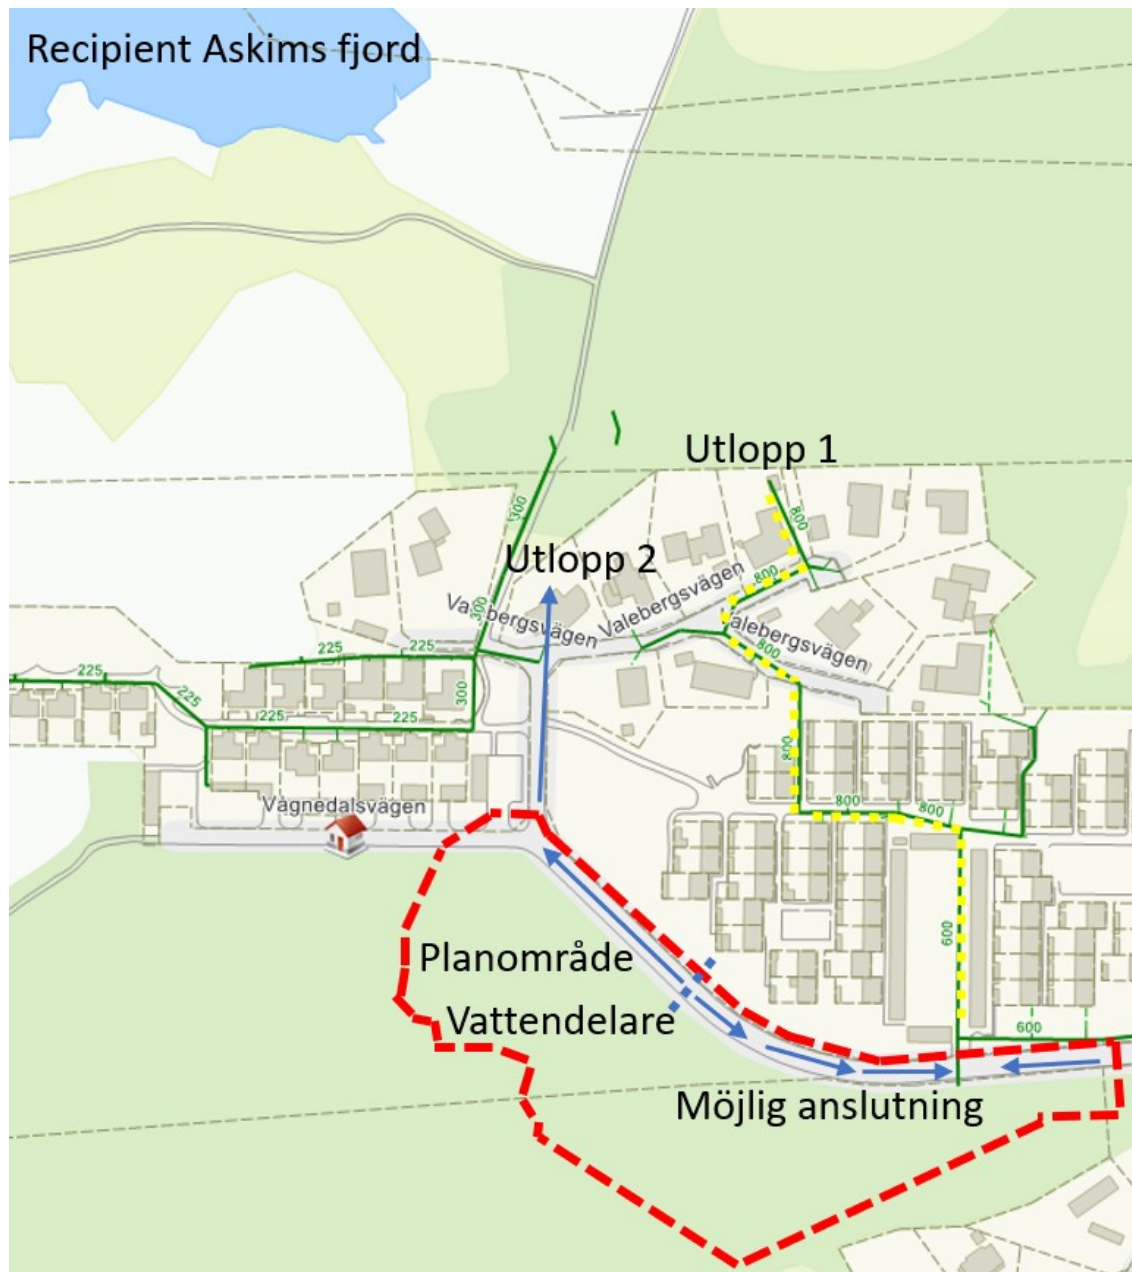 Recipient Askims fjord
Utlopp 1
300
800
Utlopp 2
800
Valebergsvägen
300
Valebergsvägen
Valebergsvägen
800
225
225
225
225
300
225
225
800
Vågnedalsvägen
800
800
600
Planområde
Vattendelare
600
Möjlig anslutning